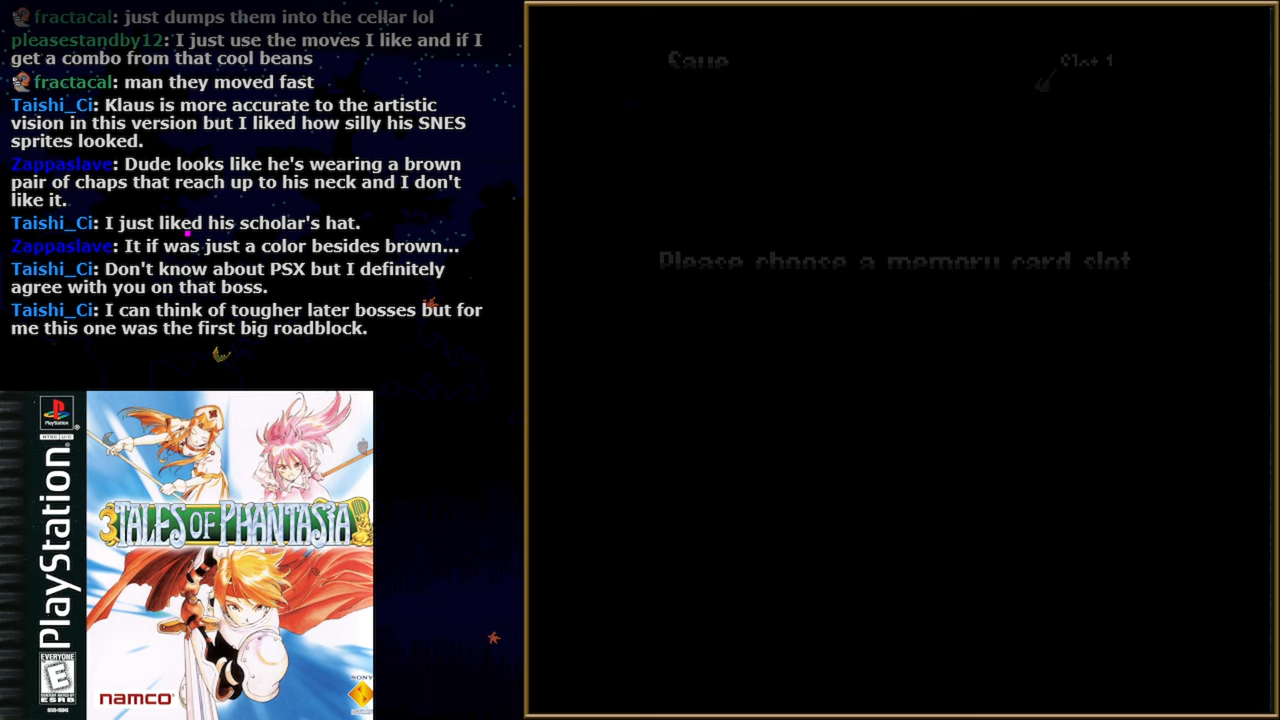 fractacal: just dumps them into the cellar lol
pleasestandby12: I just use the moves I like and if I
get a combo from that cool beans
fractacal: man they moved fast
Taishi_Ci: Klaus is more accurate to the artistic
vision in this version but I liked how silly his SNES
sprites looked.
Zappaslave: Dude looks like he's wearing a brown
pair of chaps that reach up to his neck and I don't
like it.
Taishi_Ci: I just liked his scholar's hat.
Zappaslave: It if was just a color besides brown...
Taishi_Ci: Don't know about PSX but I definitely
agree with you on that boss.
Taishi_Ci: I can think of tougher later bosses but for
me this one was the first big roadblock.
Save
Slot 1
Please choose a memory card slot
PlayStation
NTSC U/C
PlayStation
TALES OF PHANTASIA
EVERYONE
E
ESRB
namco
SONY